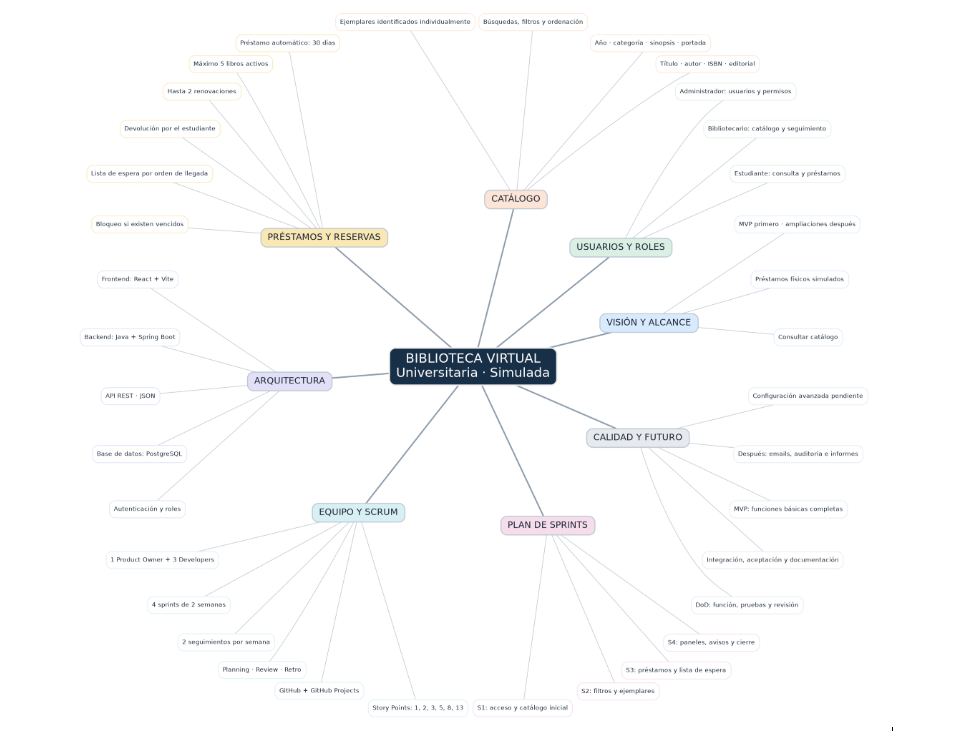 Ejemplares identificados individualmente
Búsquedas, filtros y ordenación
Préstamo automático: 30 días
Año · categoría · sinopsis · portada
Máximo 5 libros activos
Título · autor · ISBN · editorial
Hasta 2 renovaciones
Administrador: usuarios y permisos
Devolución por el estudiante
Bibliotecario: catálogo y seguimiento
Lista de espera por orden de llegada
Estudiante: consulta y préstamos
CATÁLOGO
Bloqueo si existen vencidos
MVP primero · ampliaciones después
PRÉSTAMOS Y RESERVAS
USUARIOS Y ROLES
Frontend: React + Vite
Préstamos físicos simulados
VISIÓN Y ALCANCE
Backend: Java + Spring Boot
Consultar catálogo
BIBLIOTECA VIRTUAL
Universitaria · Simulada
ARQUITECTURA
API REST · JSON
Configuración avanzada pendiente
CALIDAD Y FUTURO
Base de datos: PostgreSQL
Después: emails, auditoría e informes
Autenticación y roles
MVP: funciones básicas completas
EQUIPO Y SCRUM
PLAN DE SPRINTS
1 Product Owner + 3 Developers
Integración, aceptación y documentación
4 sprints de 2 semanas
DoD: función, pruebas y revisión
2 seguimientos por semana
S4: paneles, avisos y cierre
Planning · Review · Retro
S3: préstamos y lista de espera
GitHub + GitHub Projects
S2: filtros y ejemplares
Story Points: 1, 2, 3, 5, 8, 13
S1: acceso y catálogo inicial